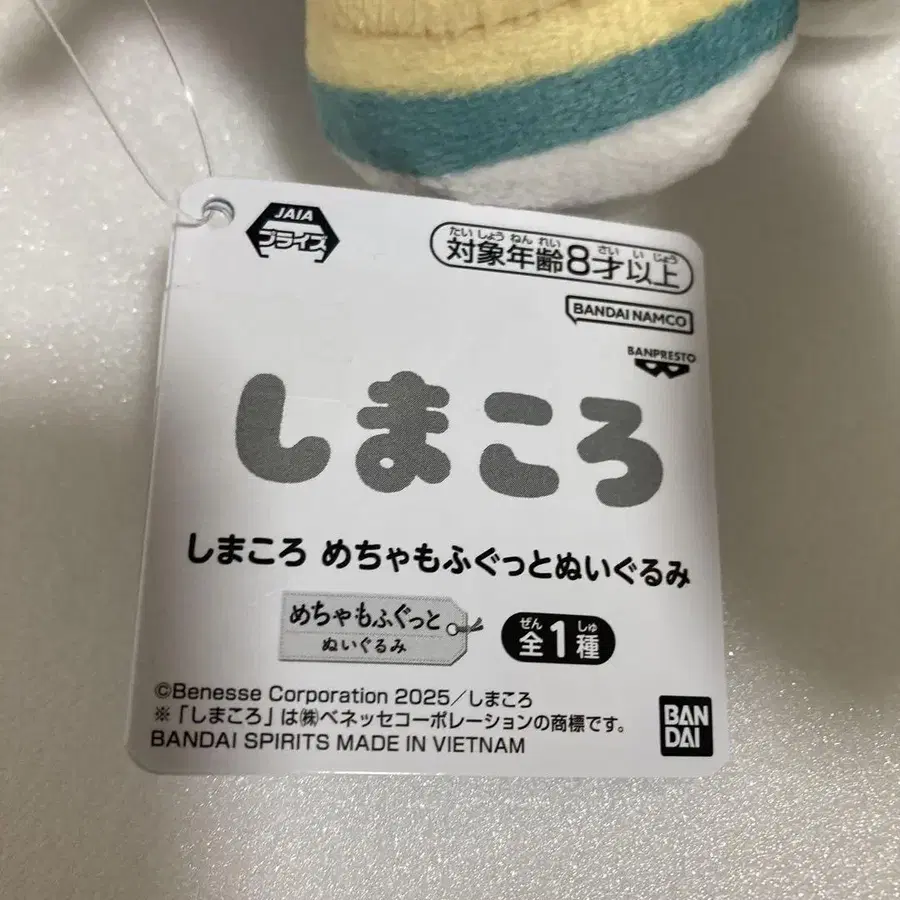 JAIA
プライズ
たいしょうねんれい さい いじょう
対象年齢8才以上
BANDAI NAMCO
BANPRESTO
しまころ
しまころ めちゃもふぐっとぬいぐるみ
めちゃもふぐっと
ぬいぐるみ
ぜん しゅ
全1種
©Benesse Corporation 2025/しまころ
※「しまころ」は㈱ベネッセコーポレーションの商標です。
BANDAI SPIRITS MADE IN VIETNAM
BAN
DAI